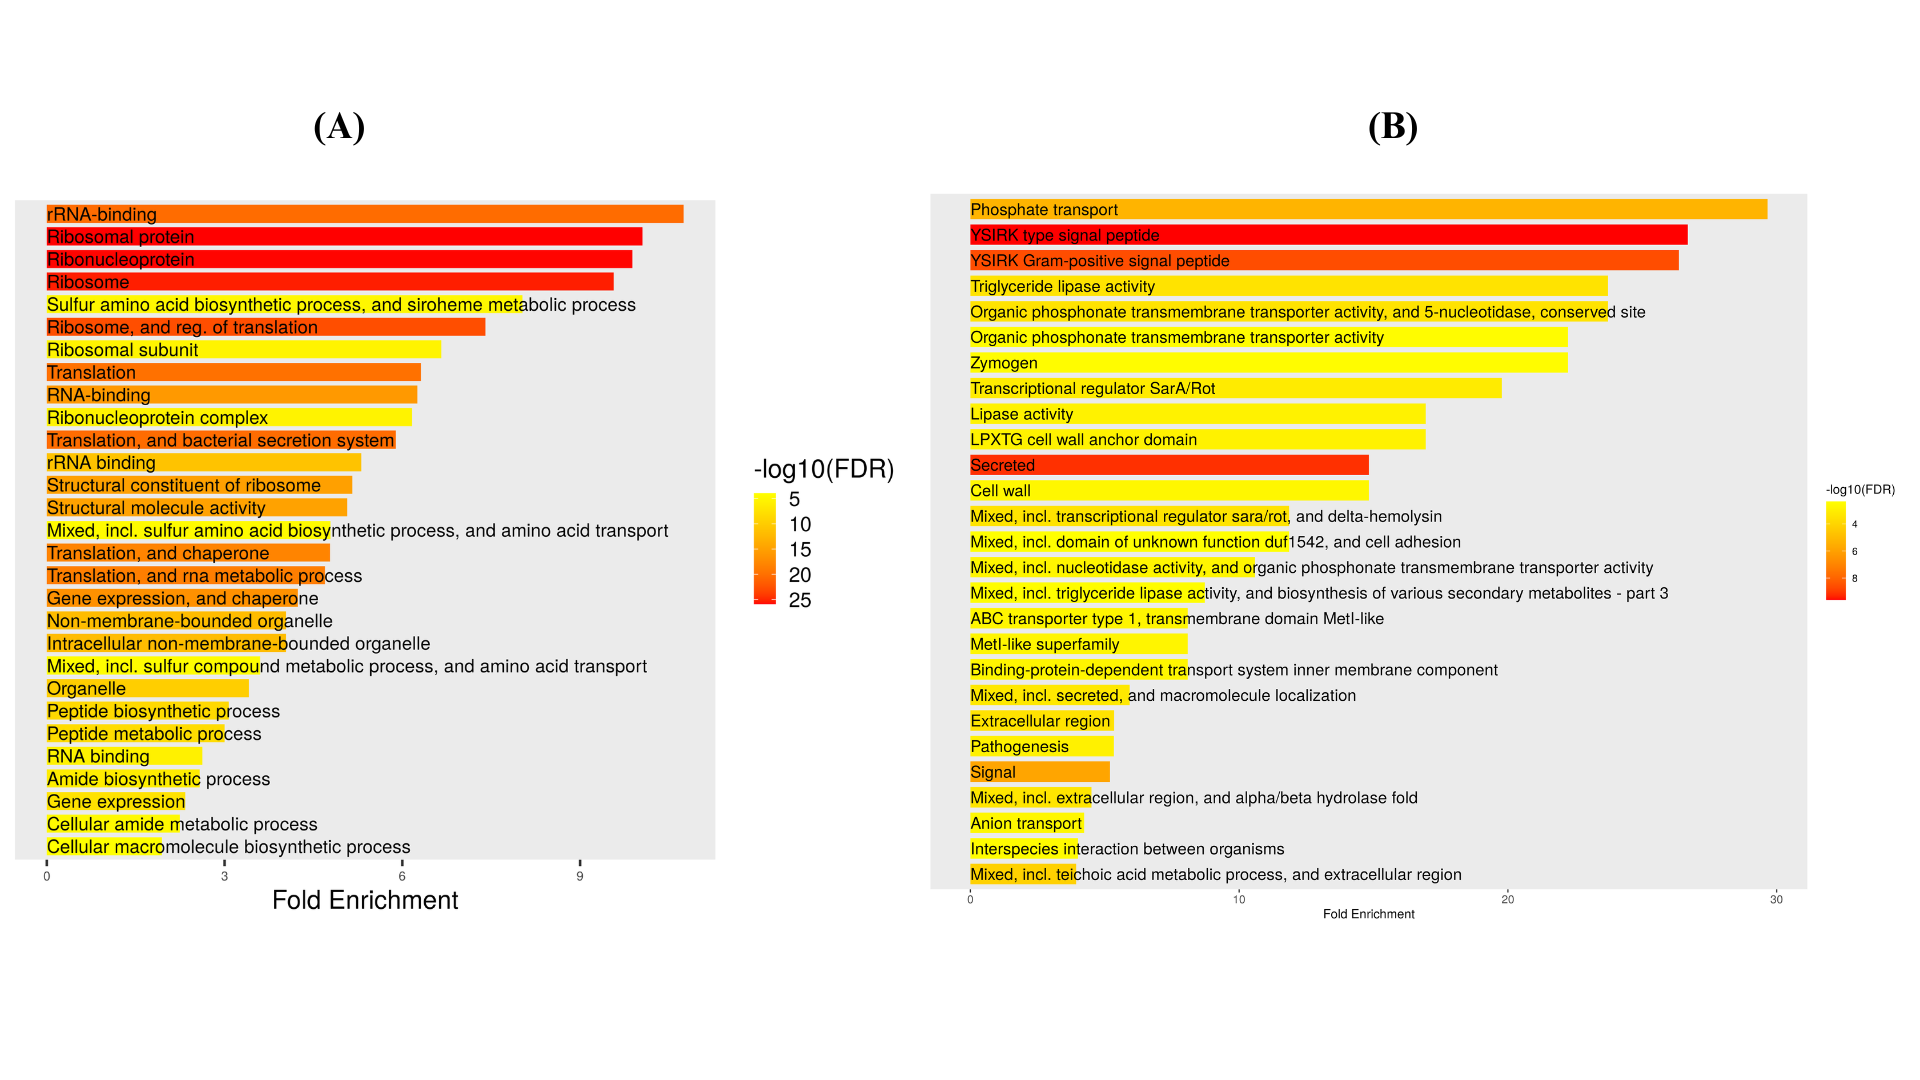 (A)
rRNA-binding
Ribosomal protein
Ribonucleoprotein
Ribosome
Sulfur amino acid biosynthetic process, and siroheme metabolic process
Ribosome, and reg. of translation
Ribosomal subunit
Translation
RNA-binding
Ribonucleoprotein complex
Translation, and bacterial secretion system
rRNA binding
Structural constituent of ribosome
Structural molecule activity
Mixed, incl. sulfur amino acid biosynthetic process, and amino acid transport
Translation, and chaperone
Translation, and rna metabolic process
Gene expression, and chaperone
Non-membrane-bounded organelle
Intracellular non-membrane-bounded organelle
Mixed, incl. sulfur compound metabolic process, and amino acid transport
Organelle
Peptide biosynthetic process
Peptide metabolic process
RNA binding
Amide biosynthetic process
Gene expression
Cellular amide metabolic process
Cellular macromolecule biosynthetic process
0 3 6 9
Fold Enrichment
-log10(FDR)
5
10
15
20
25
(B)
Phosphate transport
YSIRK type signal peptide
YSIRK Gram-positive signal peptide
Triglyceride lipase activity
Organic phosphonate transmembrane transporter activity, and 5-nucleotidase, conserved site
Organic phosphonate transmembrane transporter activity
Zymogen
Transcriptional regulator SarA/Rot
Lipase activity
LPXTG cell wall anchor domain
Secreted
Cell wall
Mixed, incl. transcriptional regulator sara/rot, and delta-hemolysin
Mixed, incl. domain of unknown function duf1542, and cell adhesion
Mixed, incl. nucleotidase activity, and organic phosphonate transmembrane transporter activity
Mixed, incl. triglyceride lipase activity, and biosynthesis of various secondary metabolites - part 3
ABC transporter type 1, transmembrane domain MetI-like
MetI-like superfamily
Binding-protein-dependent transport system inner membrane component
Mixed, incl. secreted, and macromolecule localization
Extracellular region
Pathogenesis
Signal
Mixed, incl. extracellular region, and alpha/beta hydrolase fold
Anion transport
Interspecies interaction between organisms
Mixed, incl. teichoic acid metabolic process, and extracellular region
0 10 20 30
Fold Enrichment
-log10(FDR)
4
6
8